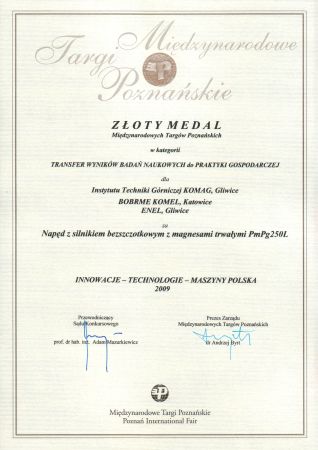 Międzynarodowe
Targi
Poznańskie
ZŁOTY MEDAL
Międzynarodowych Targów Poznańskich
w kategorii
TRANSFER WYNIKÓW BADAŃ NAUKOWYCH do PRAKTYKI GOSPODARCZEJ
dla
Instytutu Techniki Górniczej KOMAG, Gliwice
BOBRME KOMEL, Katowice
ENEL, Gliwice
za
Napęd z silnikiem bezszczotkowym z magnesami trwałymi PmPg250L
INNOWACJE – TECHNOLOGIE – MASZYNY POLSKA
2009
Przewodniczący
Sądu Konkursowego
prof. dr hab. inż. Adam Mazurkiewicz
Prezes Zarządu
Międzynarodowych Targów Poznańskich
dr Andrzej Byrt
Międzynarodowe Targi Poznańskie
Poznań International Fair